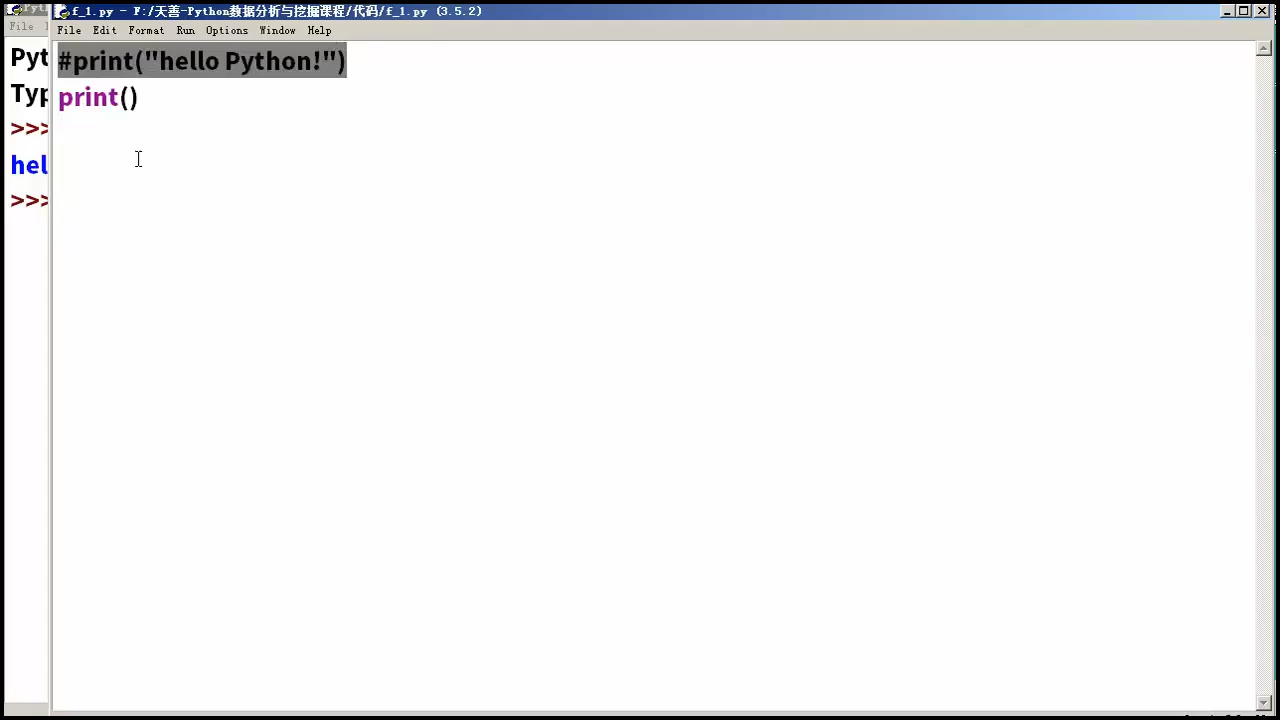 f_1.py - F:/天善-Python数据分析与挖掘课程/代码/f_1.py (3.5.2)
File Edit Format Run Options Window Help
#print("hello Python!")
print()
File
Pyt
Typ
>>>
hel
>>>